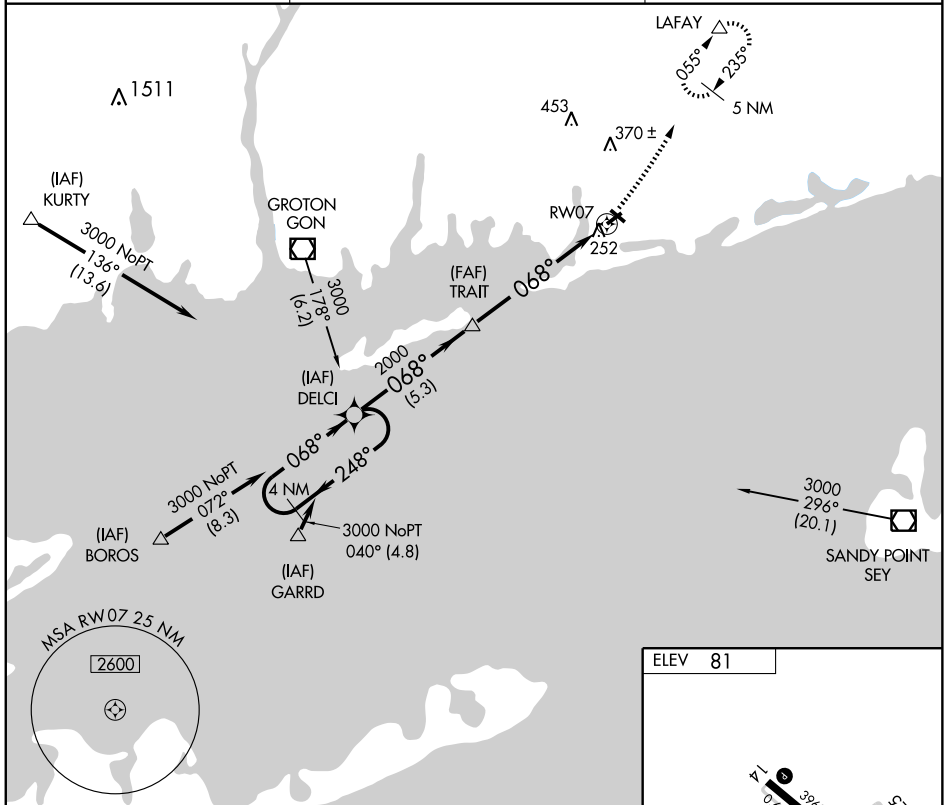 LAFAY
055°
235°
5 NM
1511
453
370 ±
(IAF)
KURTY
3000 NoPT
136°
(13.6)
GROTON
GON
3000
178°
(6.2)
RW07
252
(FAF)
TRAIT
068°
2000
068°
(5.3)
(IAF)
DELCI
068°
248°
4 NM
3000 NoPT
072°
(8.3)
(IAF)
BOROS
3000 NoPT
040° (4.8)
(IAF)
GARRD
3000
296°
(20.1)
SANDY POINT
SEY
MSA RW07 25 NM
2600
ELEV 81
14
P